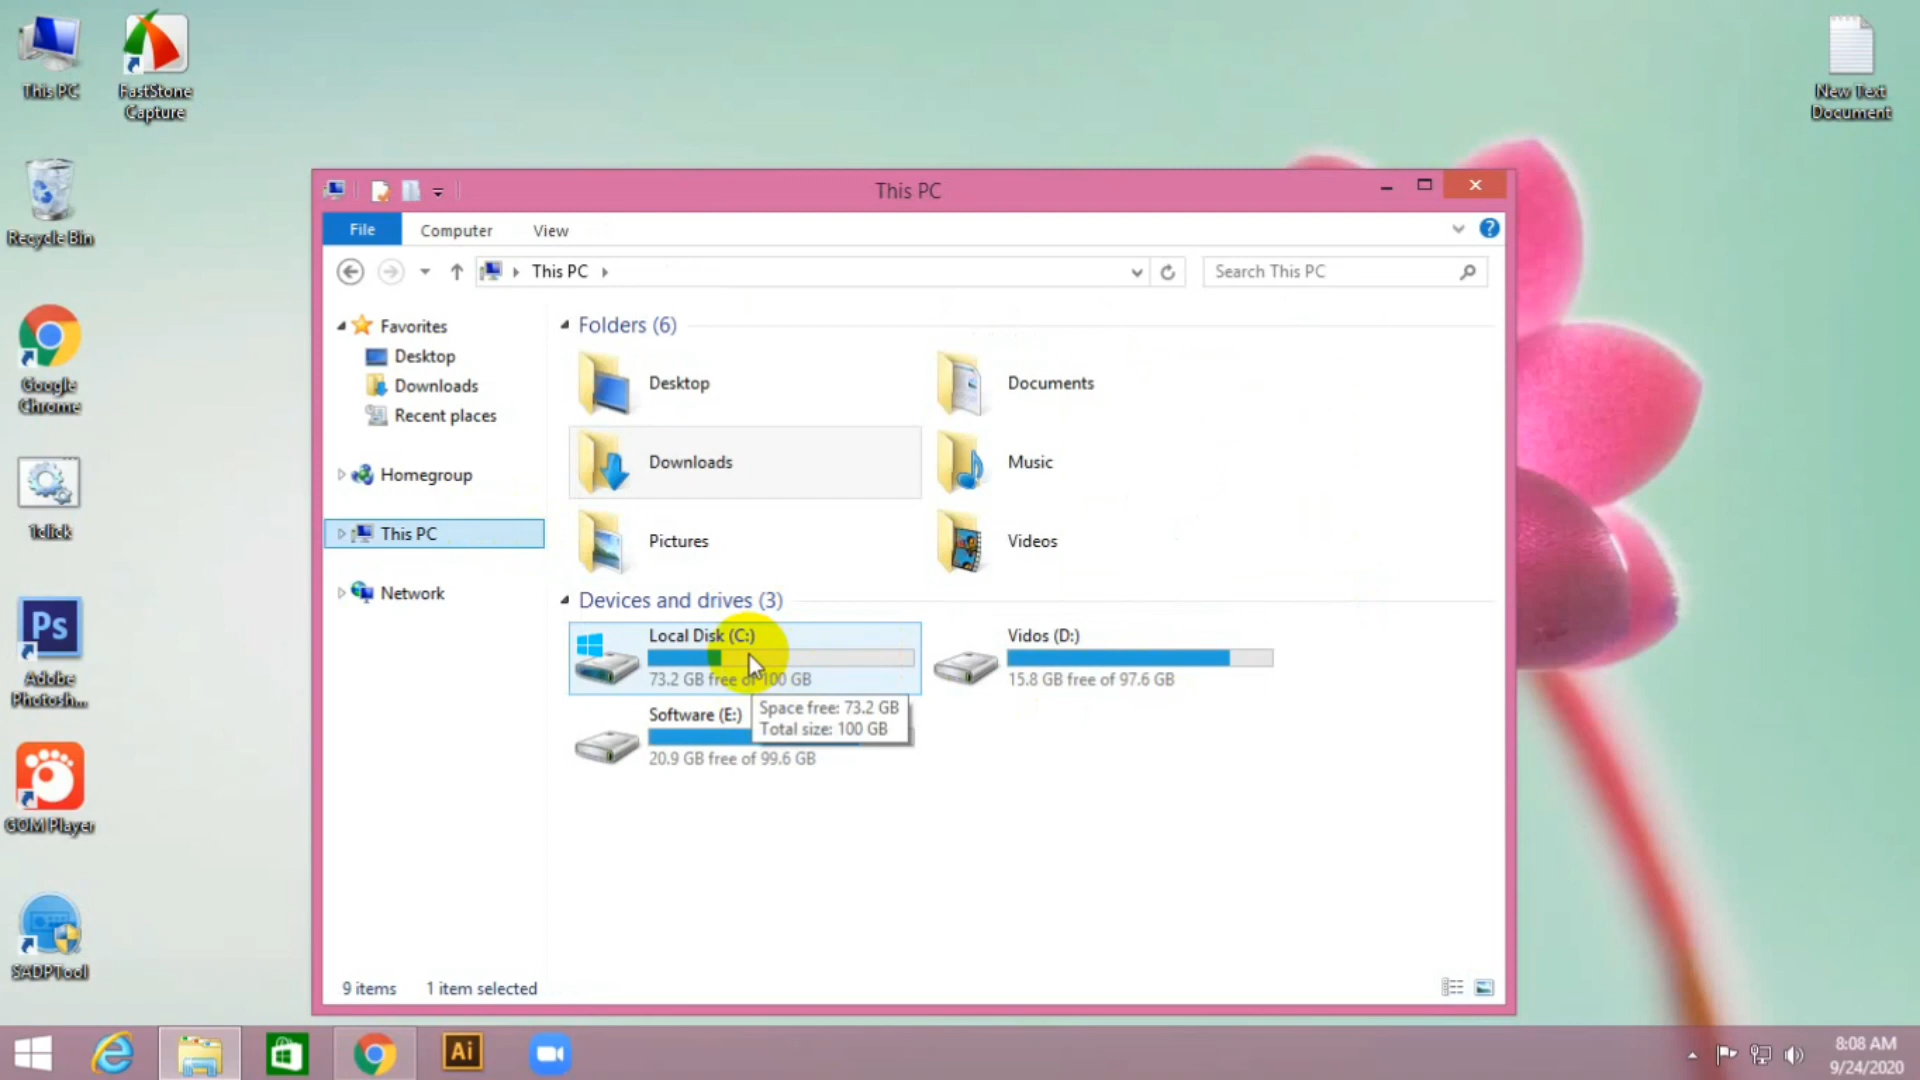 This PC
FastStone
Capture
New Text
Document
Recycle Bin
Google
Chrome
1click
Ps
Adobe
Photosh...
GOM Player
SADPTool
This PC
File
Computer
View
?
This PC
Search This PC
Favorites
Desktop
Downloads
Recent places
Homegroup
This PC
Network
Folders (6)
Desktop
Documents
Downloads
Music
Pictures
Videos
Devices and drives (3)
Local Disk (C:)
73.2 GB free of 100 GB
Vidos (D:)
15.8 GB free of 97.6 GB
Software (E:)
20.9 GB free of 99.6 GB
Space free: 73.2 GB
Total size: 100 GB
9 items
1 item selected
Ai
8:08 AM
9/24/2020